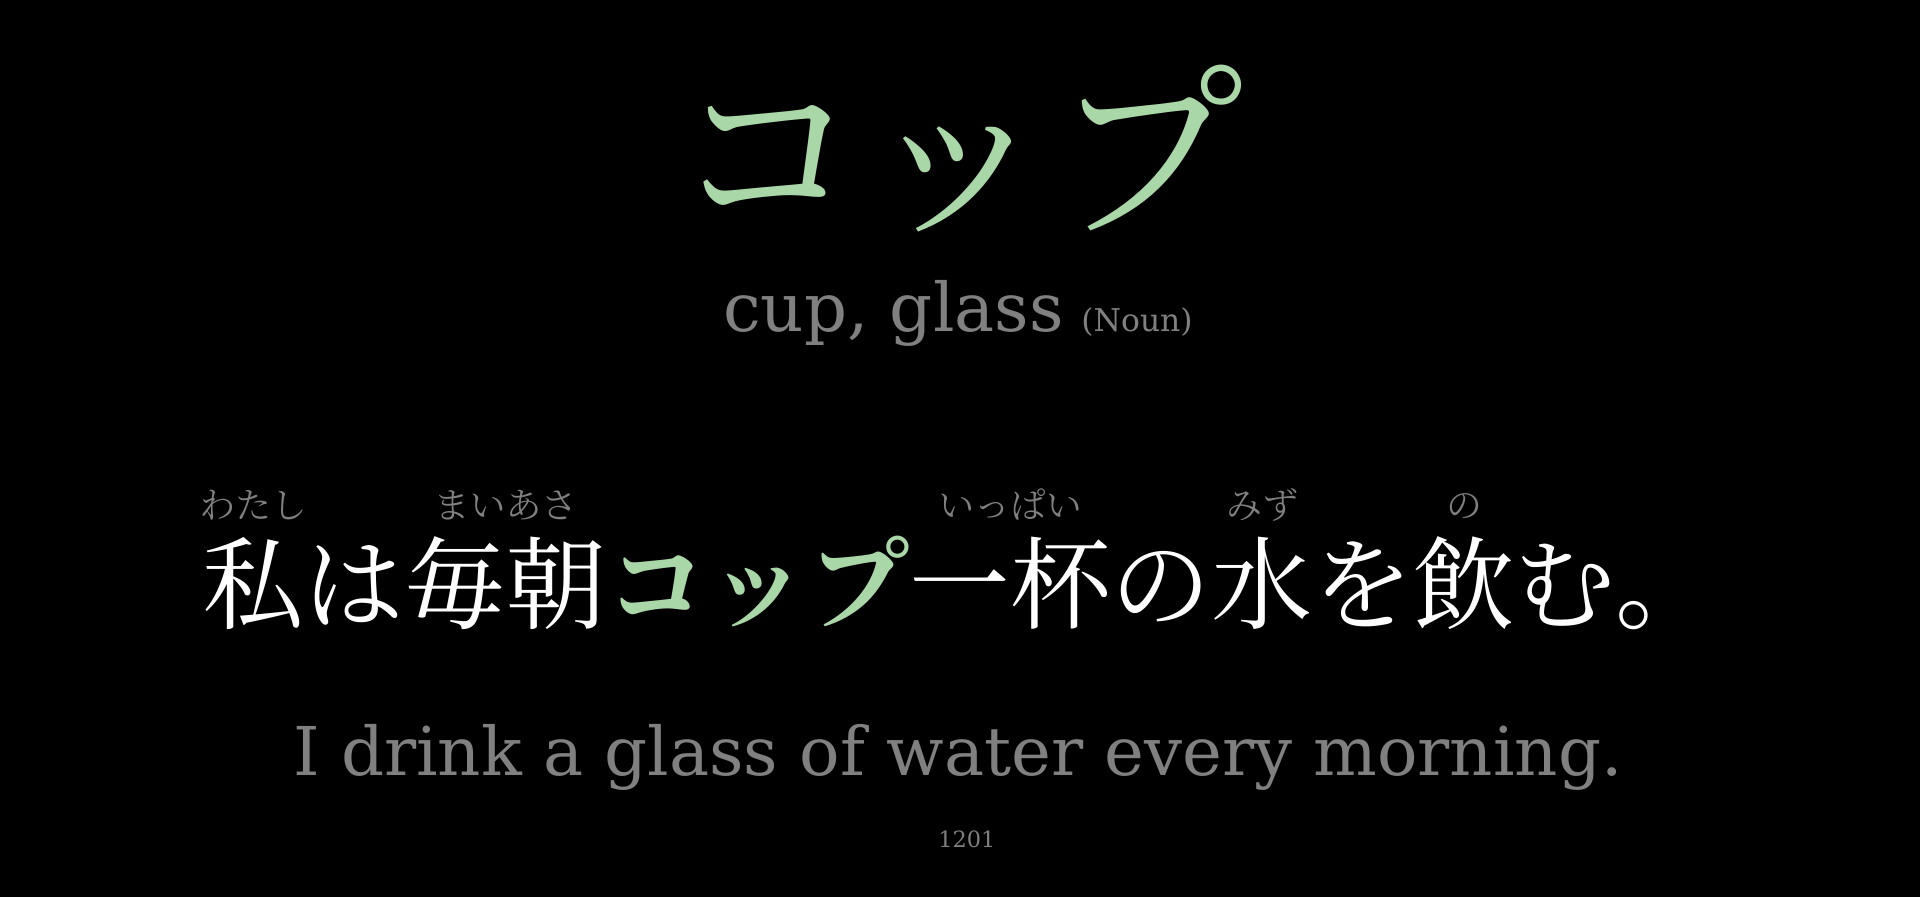 コップ
cup, glass (Noun)
わたし まいあさ いっぱい みず の
私は毎朝コップ一杯の水を飲む。
I drink a glass of water every morning.
1201